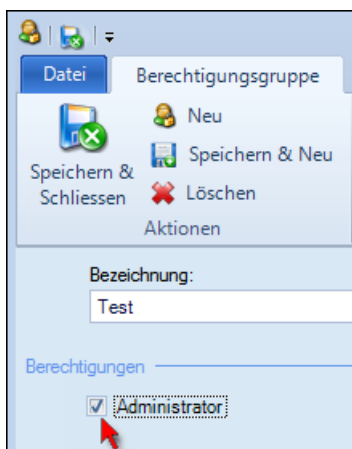 Datei Berechtigungsgruppe
Neu
Speichern & Neu
Speichern &
Schliessen
Löschen
Aktionen
Bezeichnung:
Test
Berechtigungen
Administrator